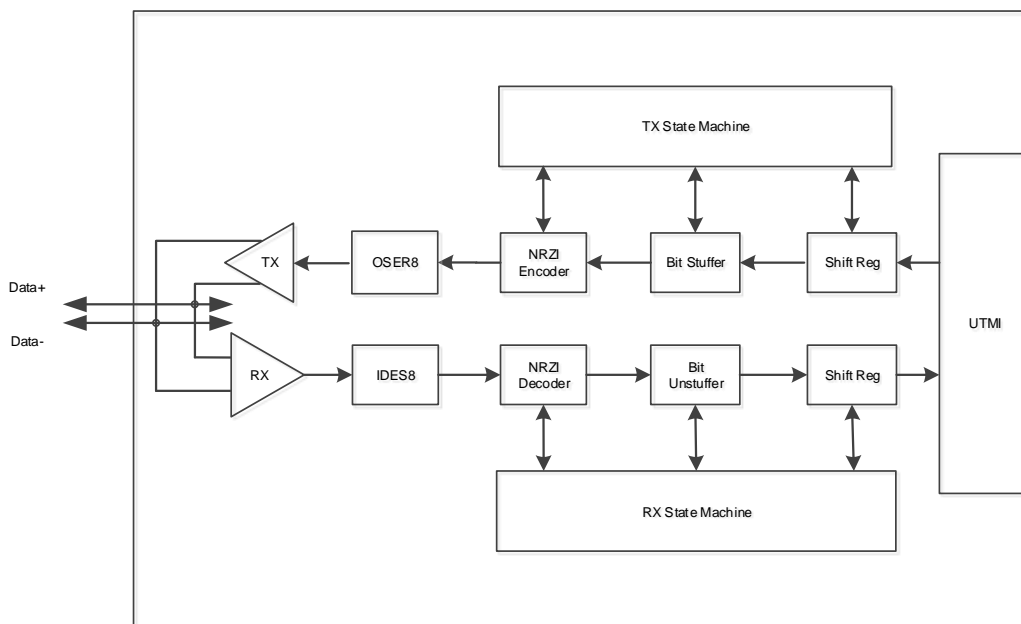 TX State Machine
TX
OSER8
NRZI
Encoder
Bit Stuffer
Shift Reg
Data+
Data-
UTMI
RX
IDES8
NRZI
Decoder
Bit
Unstuffer
Shift Reg
RX State Machine